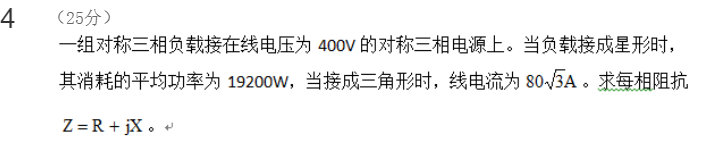 4 （25分）
一组对称三相负载接在线电压为 400V 的对称三相电源上。当负载接成星形时，
其消耗的平均功率为 19200W，当接成三角形时，线电流为 80√3A 。求每相阻抗
Z = R + jX 。↵